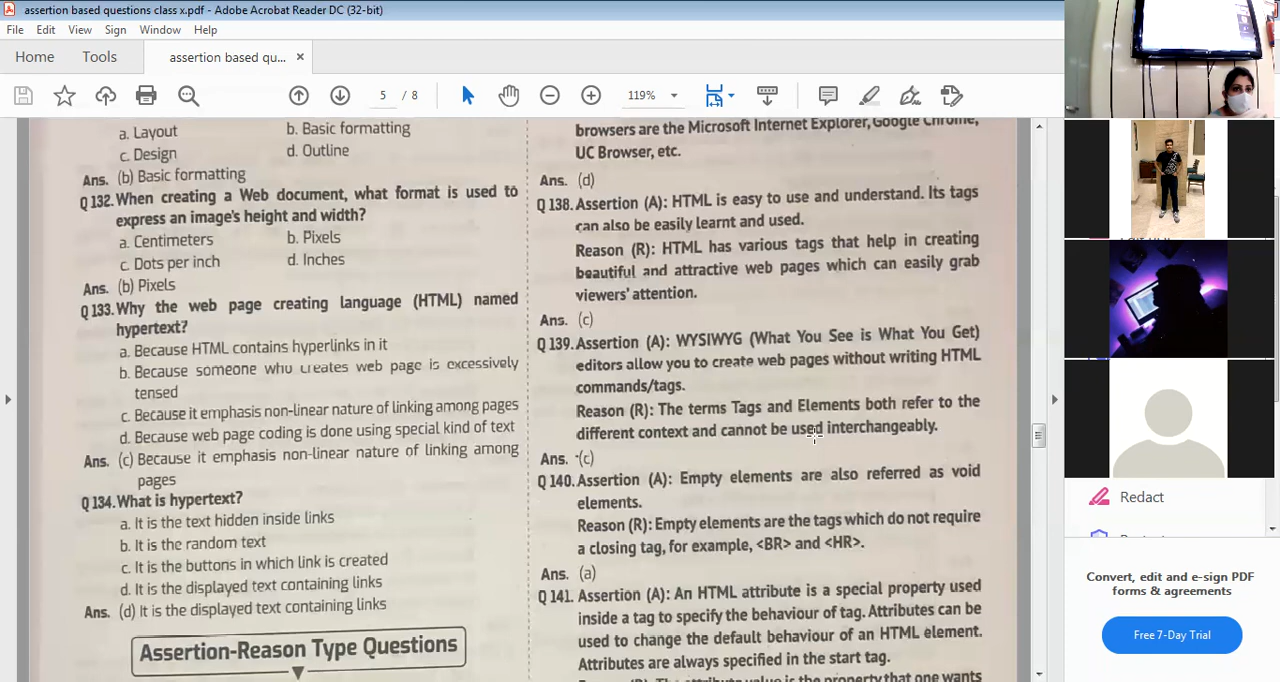 assertion based questions class x.pdf - Adobe Acrobat Reader DC (32-bit)
File Edit View Sign Window Help
Home Tools assertion based qu... ×
5 / 8 119%
a. Layout b. Basic formatting
c. Design d. Outline
Ans. (b) Basic formatting
Q 132. When creating a Web document, what format is used to
express an image's height and width?
a. Centimeters b. Pixels
c. Dots per inch d. Inches
Ans. (b) Pixels
Q 133. Why the web page creating language (HTML) named
hypertext?
a. Because HTML contains hyperlinks in it
b. Because someone who creates web page is excessively
tensed
c. Because it emphasis non-linear nature of linking among pages
d. Because web page coding is done using special kind of text
Ans. (c) Because it emphasis non-linear nature of linking among
pages
Q 134. What is hypertext?
a. It is the text hidden inside links
b. It is the random text
c. It is the buttons in which link is created
d. It is the displayed text containing links
Ans. (d) It is the displayed text containing links
Assertion-Reason Type Questions
browsers are the Microsoft Internet Explorer, Google Chrome,
UC Browser, etc.
Ans. (d)
Q 138. Assertion (A): HTML is easy to use and understand. Its tags
can also be easily learnt and used.
Reason (R): HTML has various tags that help in creating
beautiful and attractive web pages which can easily grab
viewers' attention.
Ans. (c)
Q 139. Assertion (A): WYSIWYG (What You See is What You Get)
editors allow you to create web pages without writing HTML
commands/tags.
Reason (R): The terms Tags and Elements both refer to the
different context and cannot be used interchangeably.
Ans. (c)
Q 140. Assertion (A): Empty elements are also referred as void
elements.
Reason (R): Empty elements are the tags which do not require
a closing tag, for example, <BR> and <HR>.
Ans. (a)
Q 141. Assertion (A): An HTML attribute is a special property used
inside a tag to specify the behaviour of tag. Attributes can be
used to change the default behaviour of an HTML element.
Attributes are always specified in the start tag.
Reason (R): The attribute value is the property that one wants
Redact
Convert, edit and e-sign PDF
forms & agreements
Free 7-Day Trial